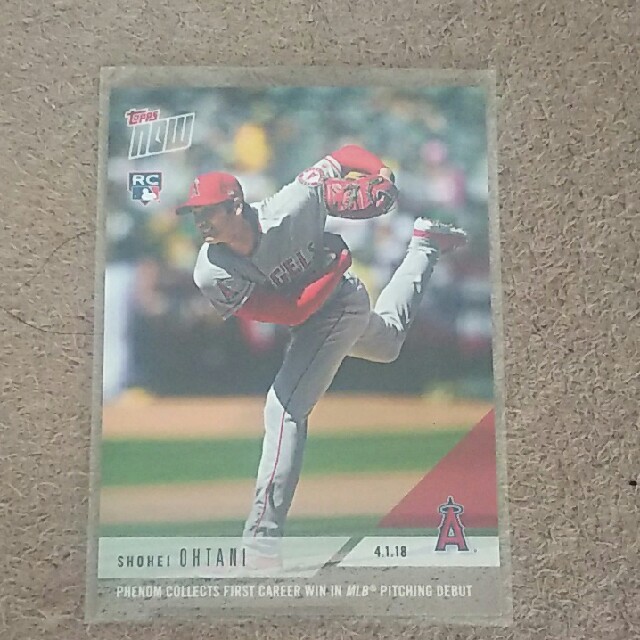 TOPPS
NOW
RC
ANGELS
SHOHEI OHTANI
4.1.18
A
PHENOM COLLECTS FIRST CAREER WIN IN MLB® PITCHING DEBUT